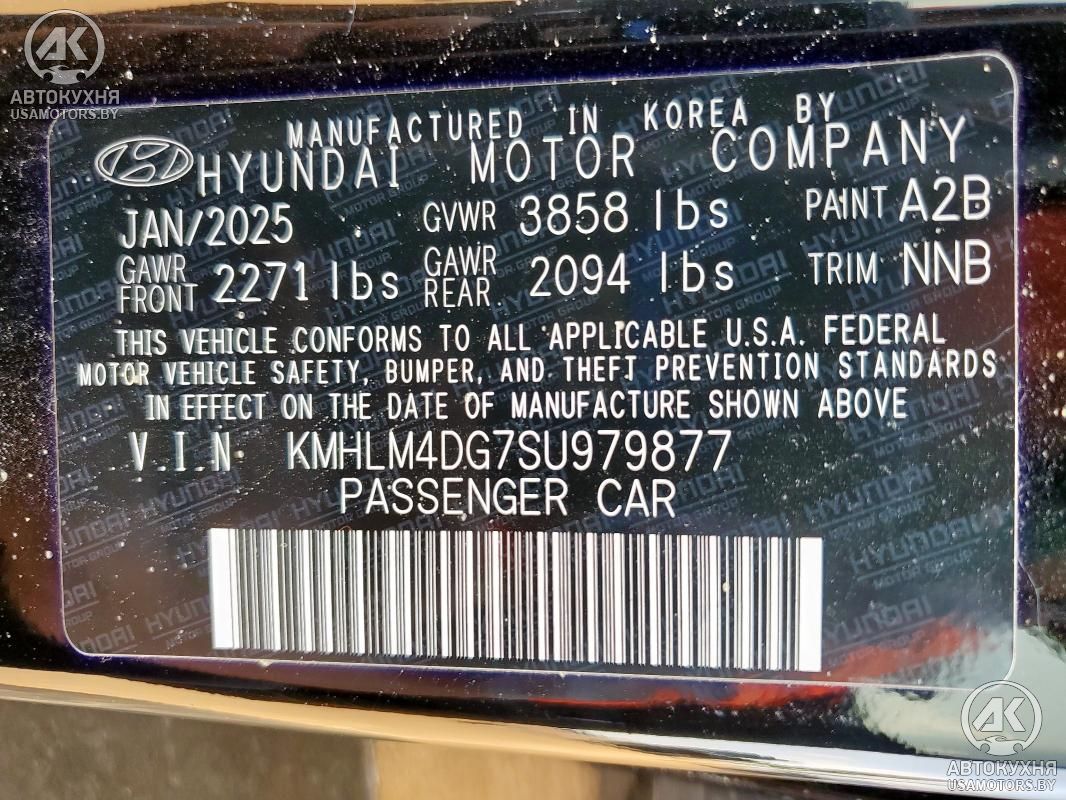 АК
АВТОКУХНЯ
USAMOTORS.BY
MANUFACTURED IN KOREA BY
HYUNDAI MOTOR COMPANY
JAN/2025 GVWR 3858 lbs PAINT A2B
GAWR FRONT 2271 lbs GAWR REAR 2094 lbs TRIM NNB
THIS VEHICLE CONFORMS TO ALL APPLICABLE U.S.A. FEDERAL
MOTOR VEHICLE SAFETY, BUMPER, AND THEFT PREVENTION STANDARDS
IN EFFECT ON THE DATE OF MANUFACTURE SHOWN ABOVE
V.I.N KMHLM4DG7SU979877
PASSENGER CAR
АК
АВТОКУХНЯ
USAMOTORS.BY